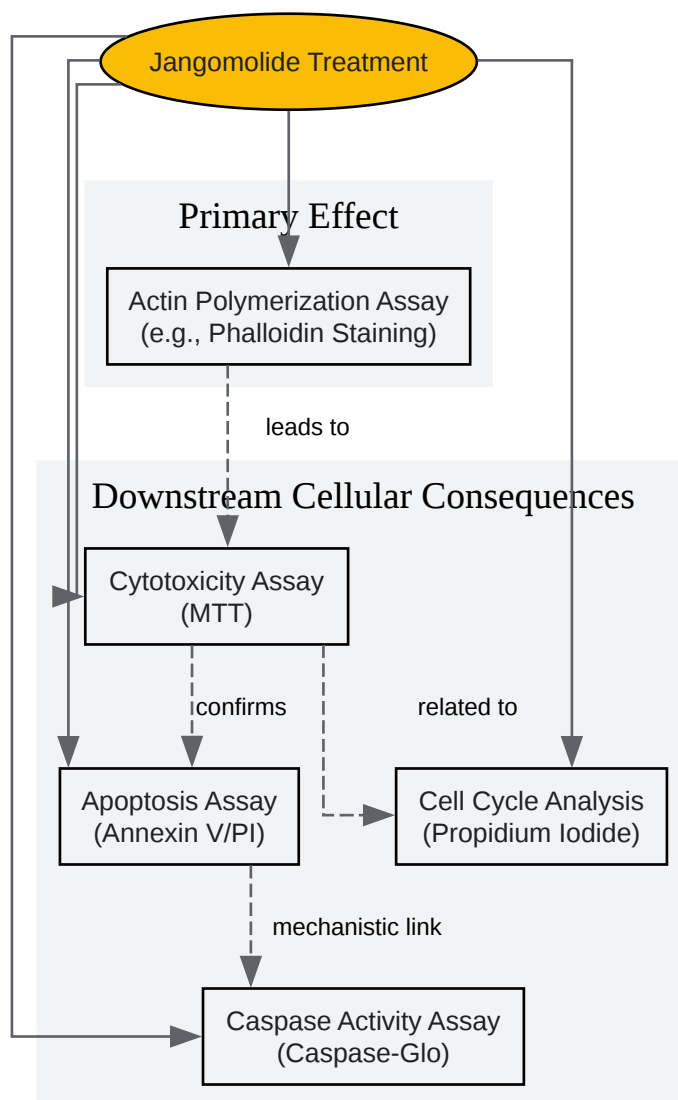 Jangomolide Treatment
Primary Effect
Actin Polymerization Assay
(e.g., Phalloidin Staining)
leads to
Downstream Cellular Consequences
Cytotoxicity Assay
(MTT)
confirms
related to
Apoptosis Assay
(Annexin V/PI)
Cell Cycle Analysis
(Propidium Iodide)
mechanistic link
Caspase Activity Assay
(Caspase-Glo)